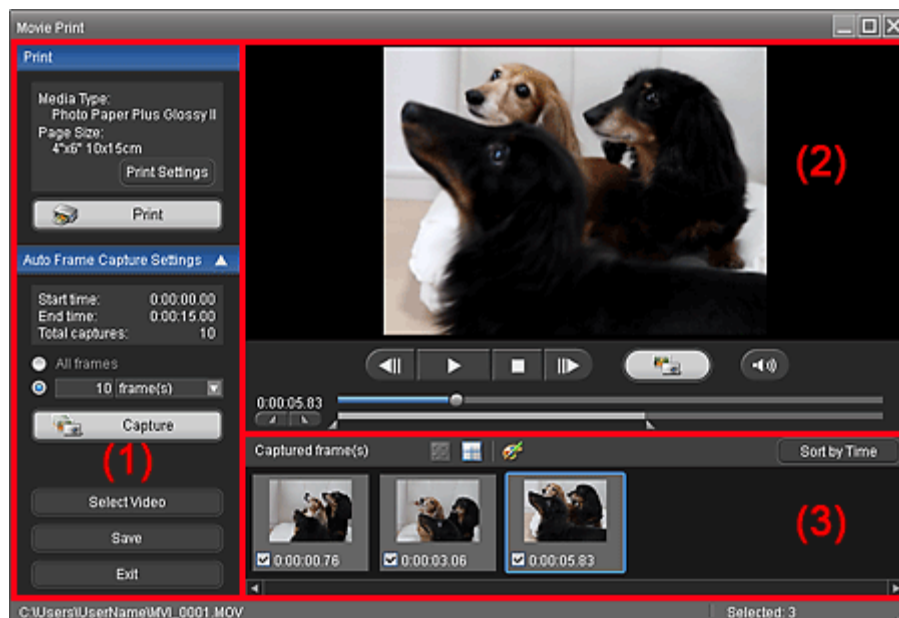 Movie Print
Print
Media Type:
Photo Paper Plus Glossy II
Page Size:
4"x6" 10x15cm
Print Settings
Print
Auto Frame Capture Settings
Start time: 0:00:00.00
End time: 0:00:15.00
Total captures: 10
All frames
10 frame(s)
Capture
(1)
Select Video
Save
Exit
(2)
0:00:05.83
Captured frame(s)
Sort by Time
0:00:00.76
0:00:03.06
0:00:05.83
(3)
C:\Users\UserName\MVI_0001.MOV
Selected: 3